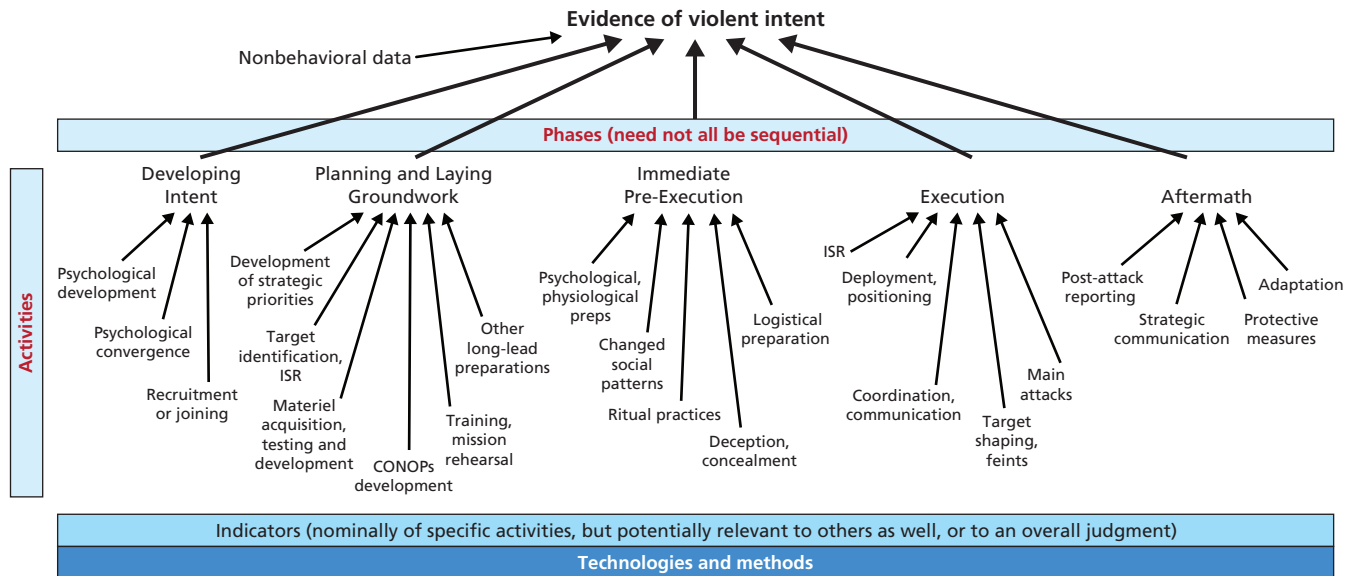 Evidence of violent intent
Nonbehavioral data
Phases (need not all be sequential)
Activities
Developing
Intent
Psychological
development
Psychological
convergence
Recruitment
or joining
Planning and Laying
Groundwork
Development
of strategic
priorities
Target
identification,
ISR
Materiel
acquisition,
testing and
development
CONOPs
development
Training,
mission
rehearsal
Other
long-lead
preparations
Immediate
Pre-Execution
Psychological,
physiological
preps
Changed
social
patterns
Ritual practices
Deception,
concealment
Logistical
preparation
Execution
ISR
Deployment,
positioning
Coordination,
communication
Target
shaping,
feints
Main
attacks
Aftermath
Post-attack
reporting
Strategic
communication
Protective
measures
Adaptation
Indicators (nominally of specific activities, but potentially relevant to others as well, or to an overall judgment)
Technologies and methods